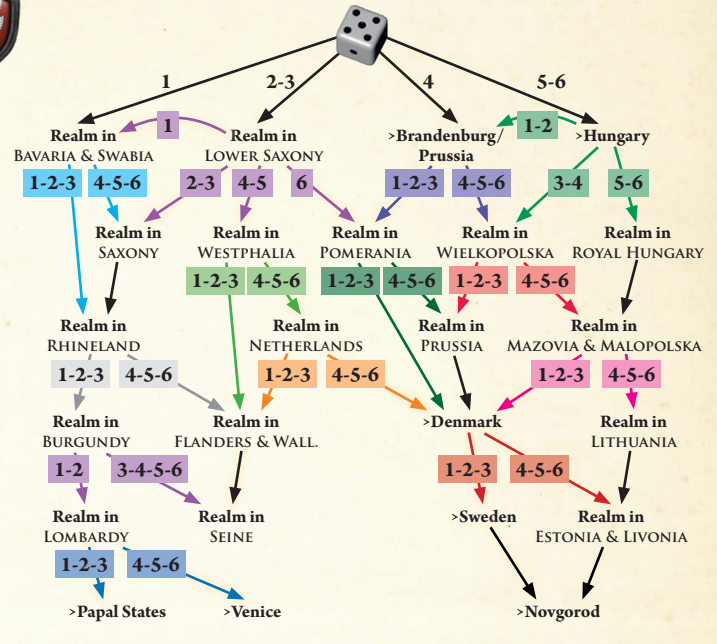 1
2-3
4
5-6
1
1-2
Realm in
BAVARIA & SWABIA
Realm in
LOWER SAXONY
>Brandenburg/
Prussia
>Hungary
1-2-3
4-5-6
2-3
4-5
6
1-2-3
4-5-6
3-4
5-6
Realm in
SAXONY
Realm in
WESTPHALIA
Realm in
POMERANIA
Realm in
WIELKOPOLSKA
Realm in
ROYAL HUNGARY
1-2-3
4-5-6
1-2-3
4-5-6
1-2-3
4-5-6
Realm in
RHINELAND
Realm in
NETHERLANDS
Realm in
PRUSSIA
Realm in
MAZOVIA & MALOPOLSKA
1-2-3
4-5-6
1-2-3
4-5-6
1-2-3
4-5-6
Realm in
BURGUNDY
Realm in
FLANDERS & WALL.
>Denmark
Realm in
LITHUANIA
1-2
3-4-5-6
1-2-3
4-5-6
Realm in
LOMBARDY
Realm in
SEINE
>Sweden
Realm in
ESTONIA & LIVONIA
1-2-3
4-5-6
>Papal States
>Venice
>Novgorod